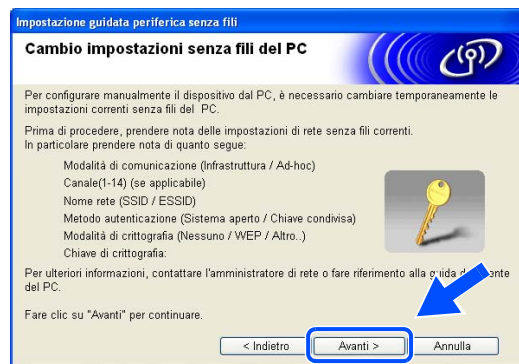 Impostazione guidata periferica senza fili
Cambio impostazioni senza fili del PC
Per configurare manualmente il dispositivo dal PC, è necessario cambiare temporaneamente le
impostazioni correnti senza fili del PC.
Prima di procedere, prendere nota delle impostazioni di rete senza fili correnti.
In particolare prendere nota di quanto segue:
Modalità di comunicazione (Infrastruttura / Ad-hoc)
Canale(1-14) (se applicabile)
Nome rete (SSID / ESSID)
Metodo autenticazione (Sistema aperto / Chiave condivisa)
Modalità di crittografia (Nessuno / WEP / Altro..)
Chiave di crittografia:
Per ulteriori informazioni, contattare l'amministratore di rete o fare riferimento alla guida
del PC.
Fare clic su "Avanti" per continuare.
< Indietro
Avanti >
Annulla